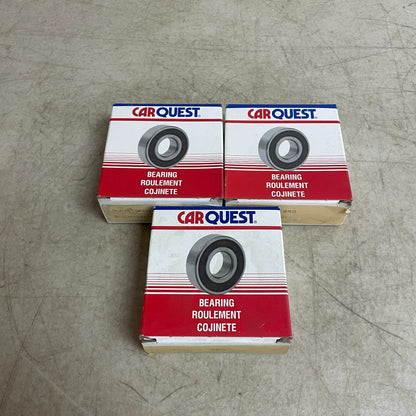 CARQUEST
BEARING
ROULEMENT
COJINETE
CARQUEST
BEARING
ROULEMENT
COJINETE
CARQUEST
BEARING
ROULEMENT
COJINETE